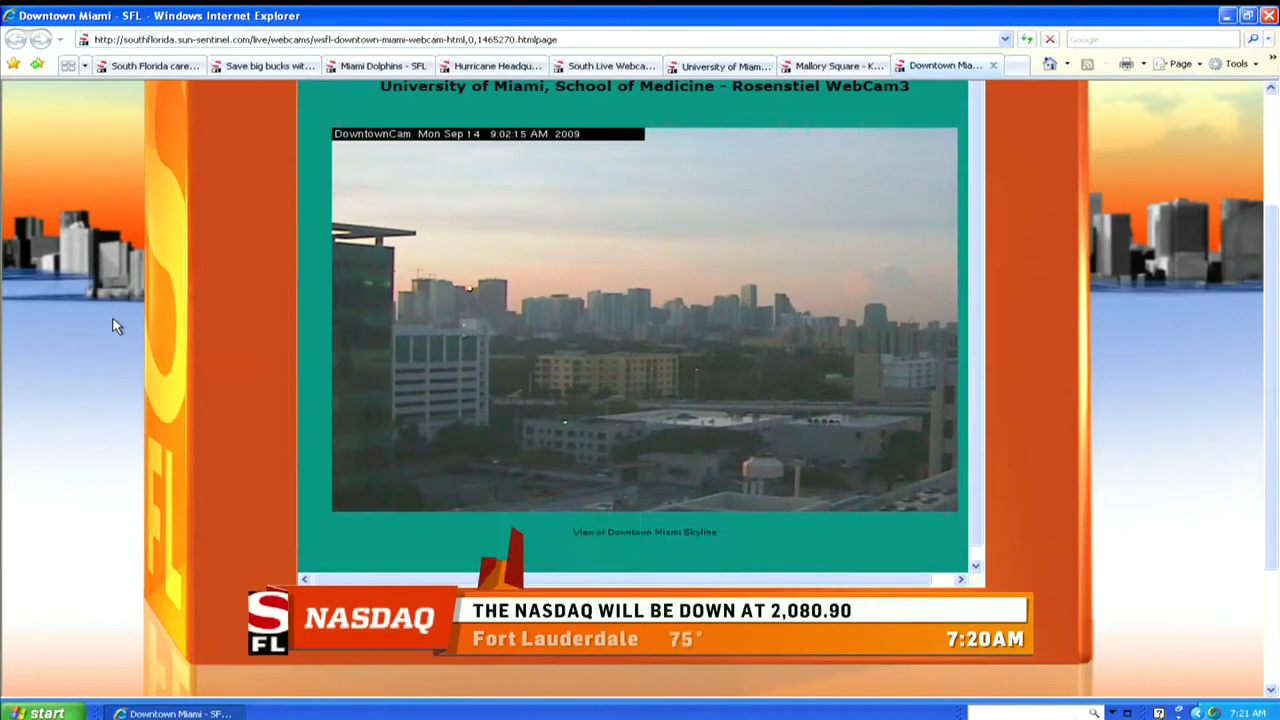 Downtown Miami - SFL - Windows Internet Explorer
http://southflorida.sun-sentinel.com/live/webcams/wsfl-downtown-miami-webcam-html,0,1465270.htmlpage
Google
South Florida care...
Save big bucks wit...
Miami Dolphins - SFL
Hurricane Headqu...
South Live Webca...
University of Miam...
Mallory Square - K...
Downtown Mia...
Page
Tools
University of Miami, School of Medicine - Rosenstiel WebCam3
DowntownCam Mon Sep 14 9:02:15 AM 2009
View of Downtown Miami Skyline
S
FL
S
FL
NASDAQ
THE NASDAQ WILL BE DOWN AT 2,080.90
Fort Lauderdale 75°
7:20AM
start
Downtown Miami - SF...
7:21 AM